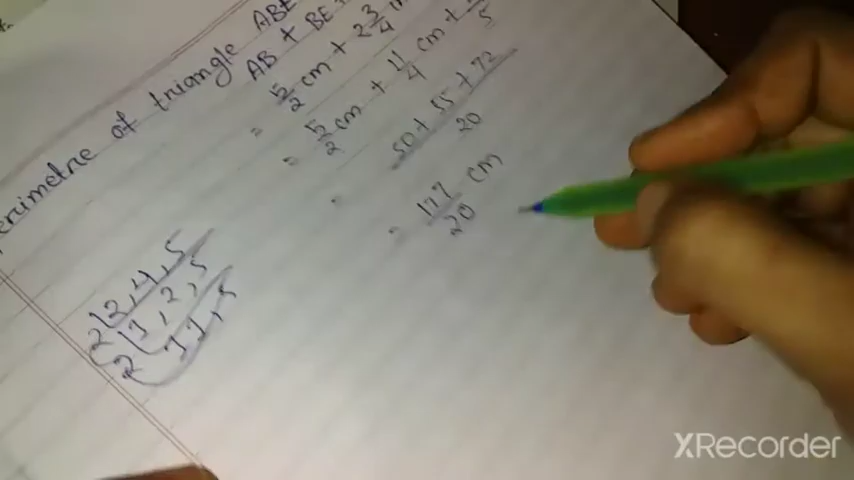 Perimetre of triangle ABE
AB + BE +
= 5/2 cm + 2 3/4
= 5/2 cm + 11/4 cm +
= 50 + 55 + 72 / 20
= 177/20 cm
2 | 2, 4, 5
2 | 1, 2, 5
1 1, 5
XRecorder